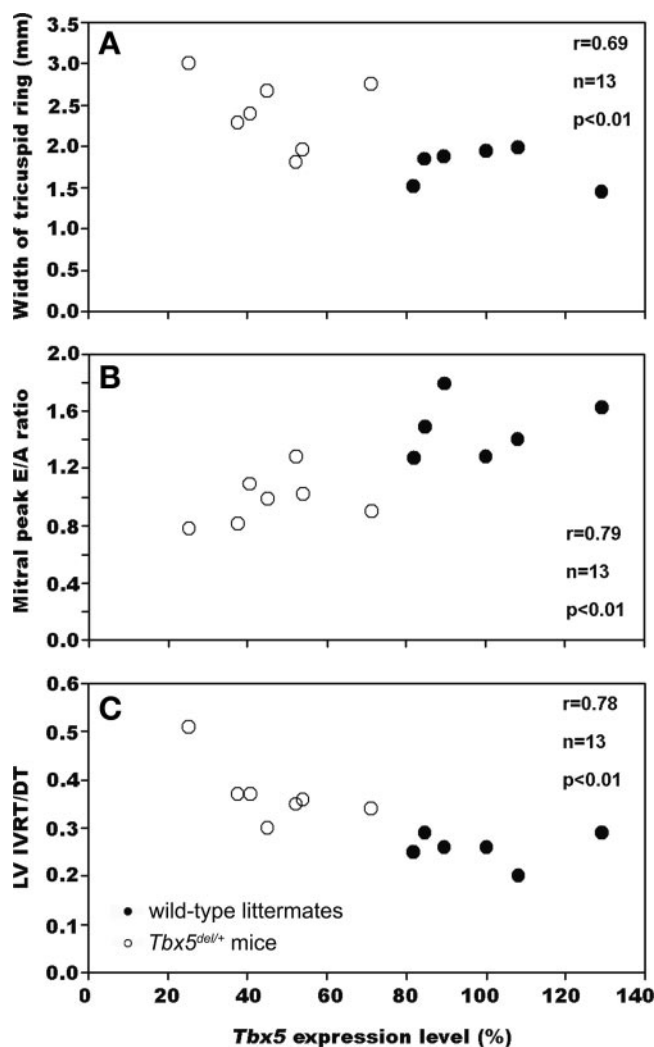 A
r=0.69
n=13
p<0.01
Width of tricuspid ring (mm)
3.5
3.0
2.5
2.0
1.5
1.0
0.5
0.0
B
Mitral peak E/A ratio
2.0
1.6
1.2
0.8
0.4
0.0
r=0.79
n=13
p<0.01
C
r=0.78
n=13
p<0.01
LV IVRT/DT
0.6
0.5
0.4
0.3
0.2
0.1
0.0
wild-type littermates
Tbx5del/+ mice
0 20 40 60 80 100 120 140
Tbx5 expression level (%)